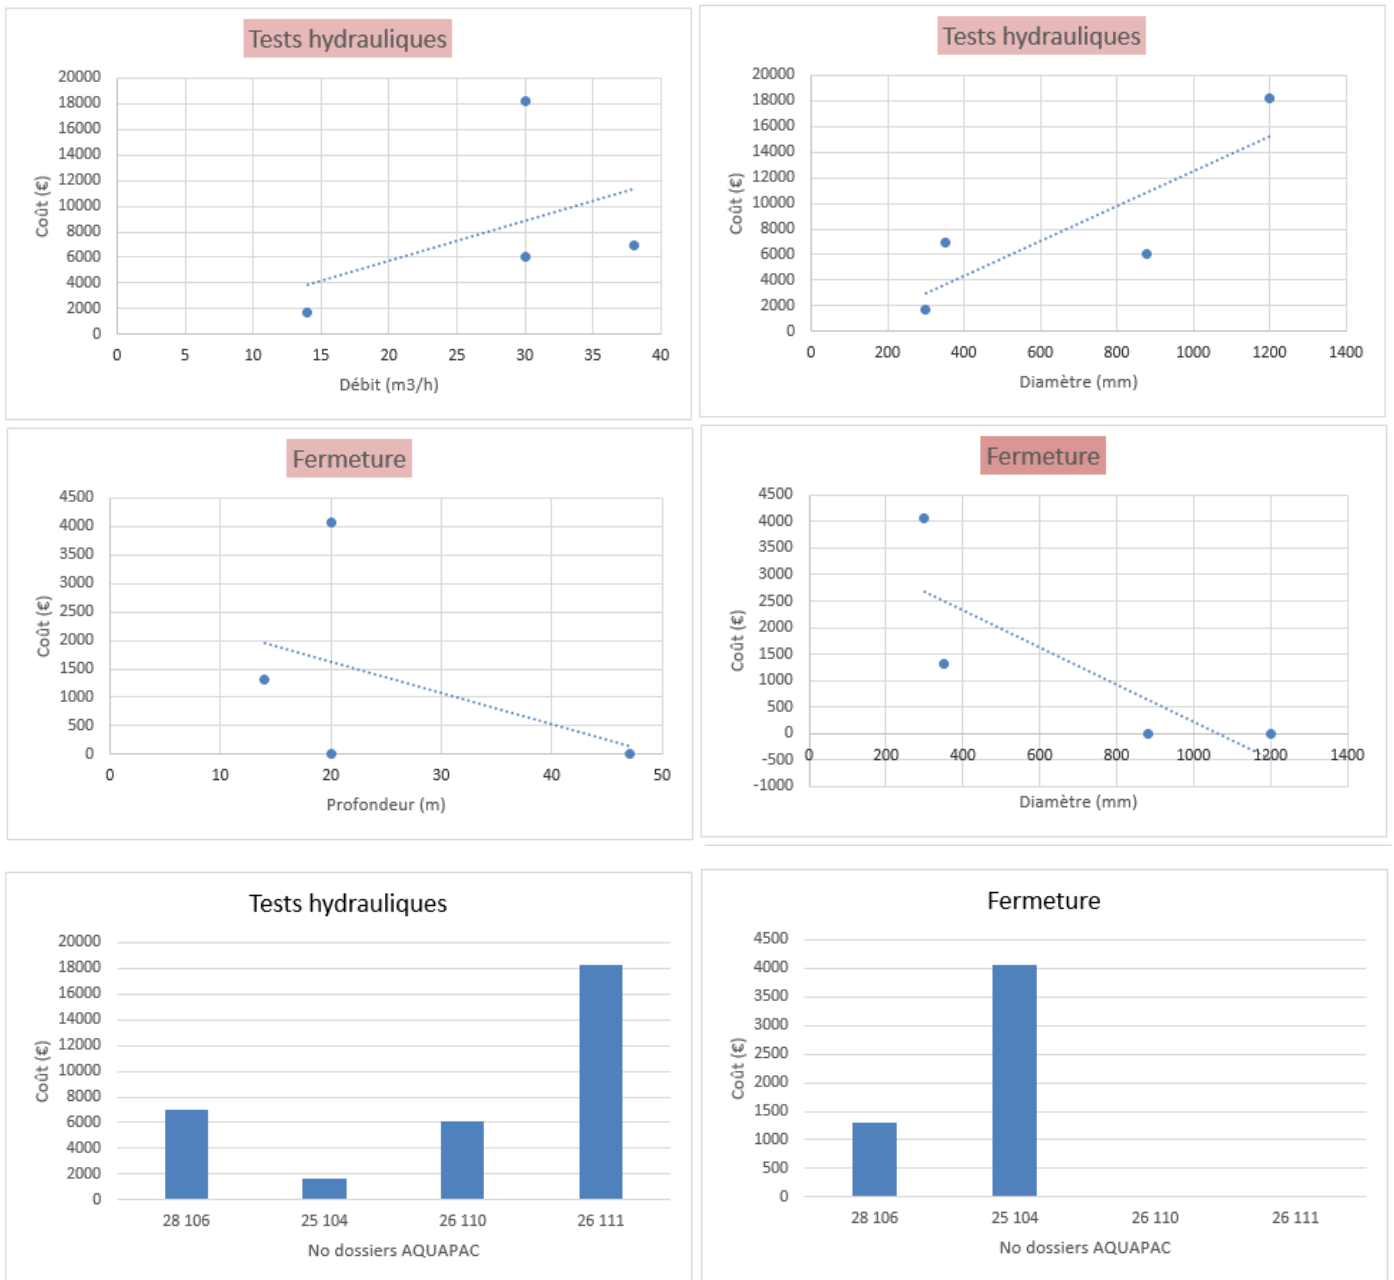 Tests hydrauliques
20000
18000
16000
14000
12000
10000
8000
6000
4000
2000
0
Coût (€)
0 5 10 15 20 25 30 35 40
Débit (m3/h)
Tests hydrauliques
20000
18000
16000
14000
12000
10000
8000
6000
4000
2000
0
Coût (€)
0 200 400 600 800 1000 1200 1400
Diamètre (mm)
Fermeture
4500
4000
3500
3000
2500
2000
1500
1000
500
0
Coût (€)
0 10 20 30 40 50
Profondeur (m)
Fermeture
4500
4000
3500
3000
2500
2000
1500
1000
500
0
-500
-1000
Coût (€)
0 200 400 600 800 1000 1200 1400
Diamètre (mm)
Tests hydrauliques
20000
18000
16000
14000
12000
10000
8000
6000
4000
2000
0
Coût (€)
28 106 25 104 26 110 26 111
No dossiers AQUAPAC
Fermeture
4500
4000
3500
3000
2500
2000
1500
1000
500
0
Coût (€)
28 106 25 104 26 110 26 111
No dossiers AQUAPAC